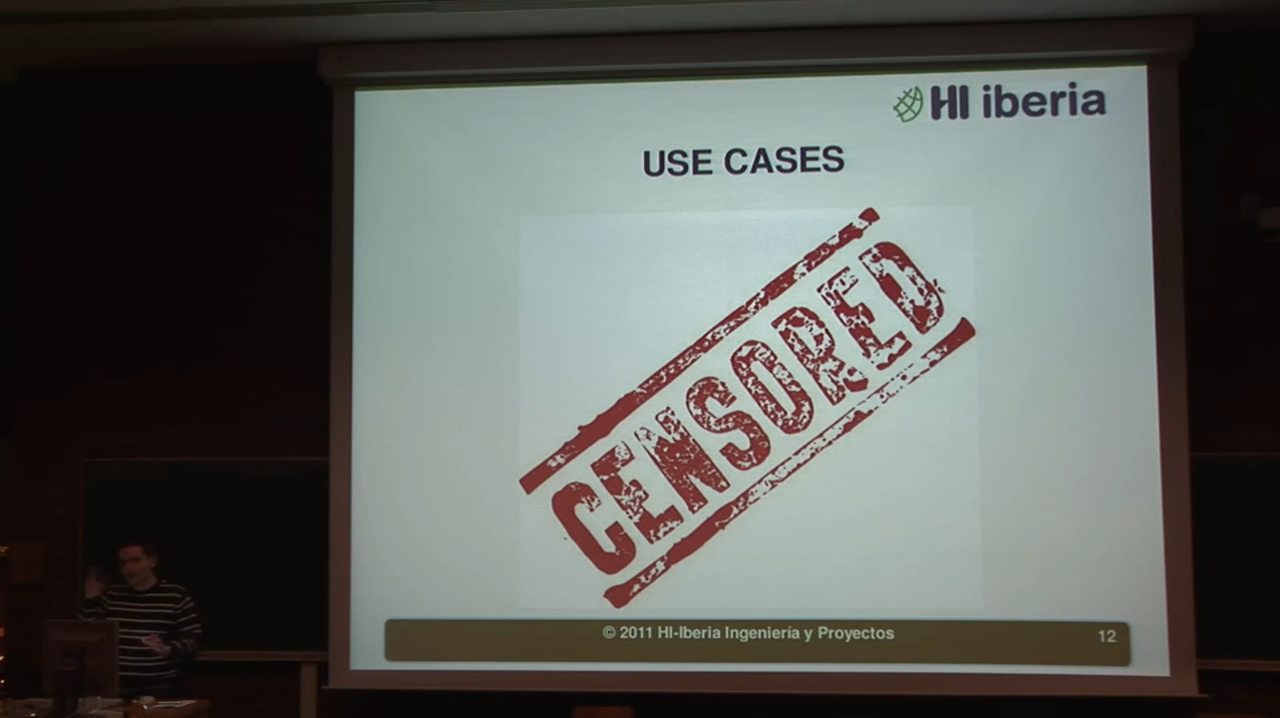 HI iberia
USE CASES
CENSORED
© 2011 HI-Iberia Ingeniería y Proyectos
12